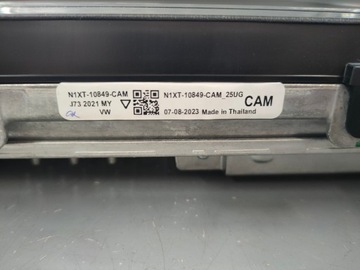 N1XT-10849-CAM
J73 2021 MY
VW
N1XT-10849-CAM_25UG
07-08-2023 Made in Thailand
CAM